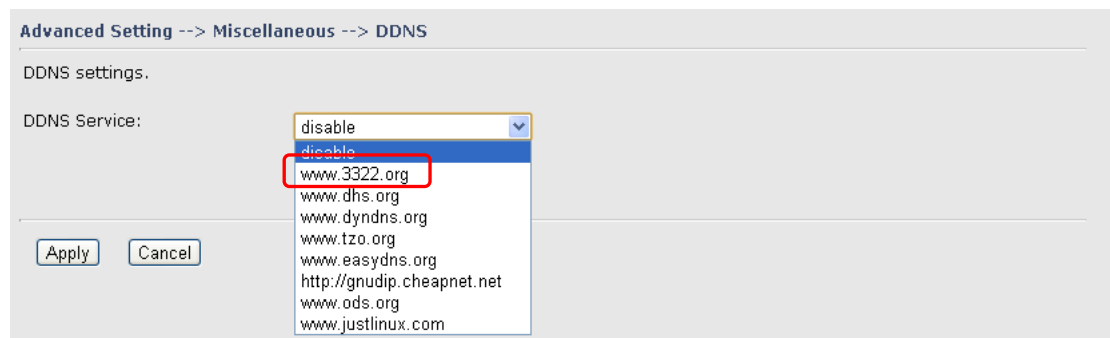 Advanced Setting --> Miscellaneous --> DDNS
DDNS settings.
DDNS Service:
disable
disable
www.3322.org
www.dhs.org
www.dyndns.org
www.tzo.org
www.easydns.org
http://gnudip.cheapnet.net
www.ods.org
www.justlinux.com
Apply
Cancel